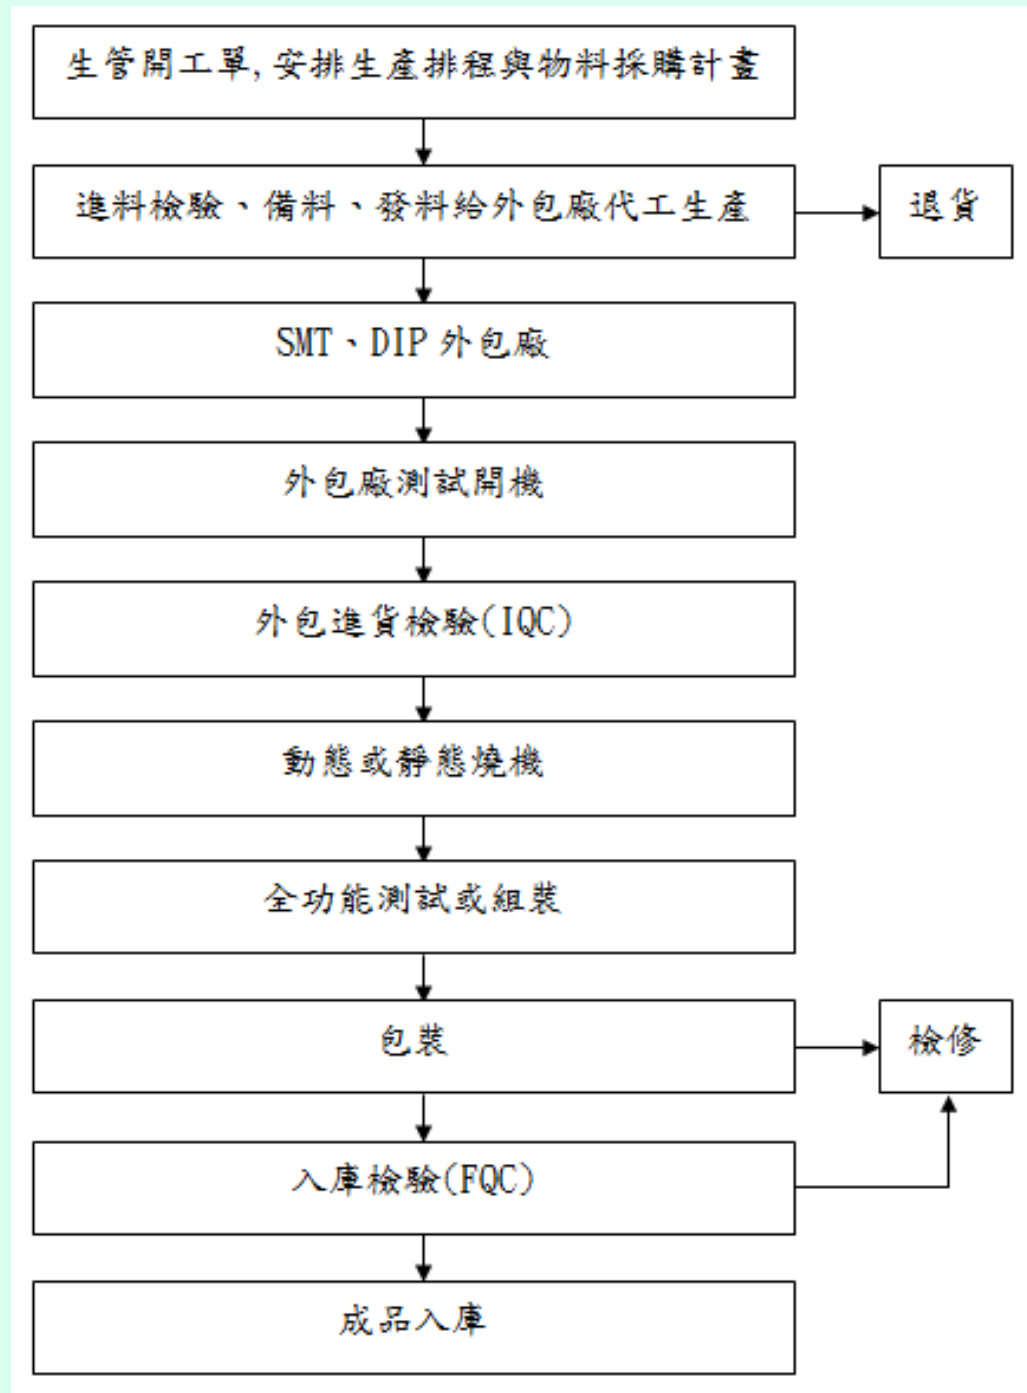 生管開工單,安排生產排程與物料採購計畫
進料檢驗、備料、發料給外包廠代工生產
退貨
SMT、DIP 外包廠
外包廠測試開機
外包進貨檢驗(IQC)
動態或靜態燒機
全功能測試或組裝
包裝
檢修
入庫檢驗(FQC)
成品入庫